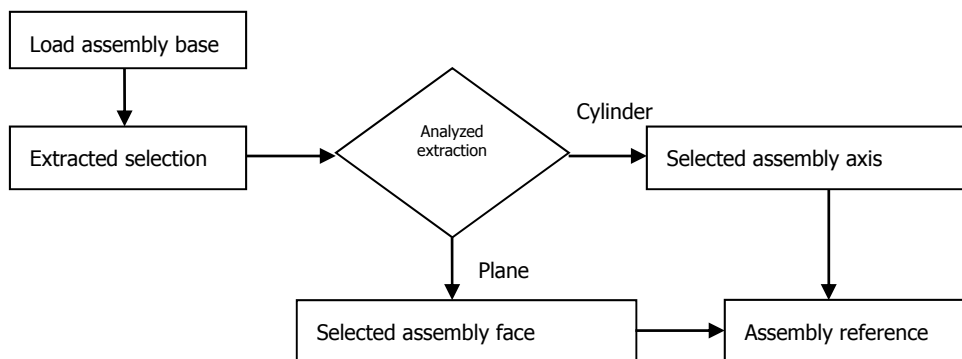 Load assembly base
Extracted selection
Analyzed
extraction
Cylinder
Selected assembly axis
Plane
Selected assembly face
Assembly reference